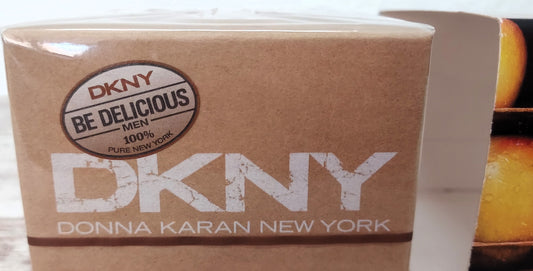 DKNY
BE DELICIOUS
MEN
100%
PURE NEW YORK
DKNY
DONNA KARAN NEW YORK